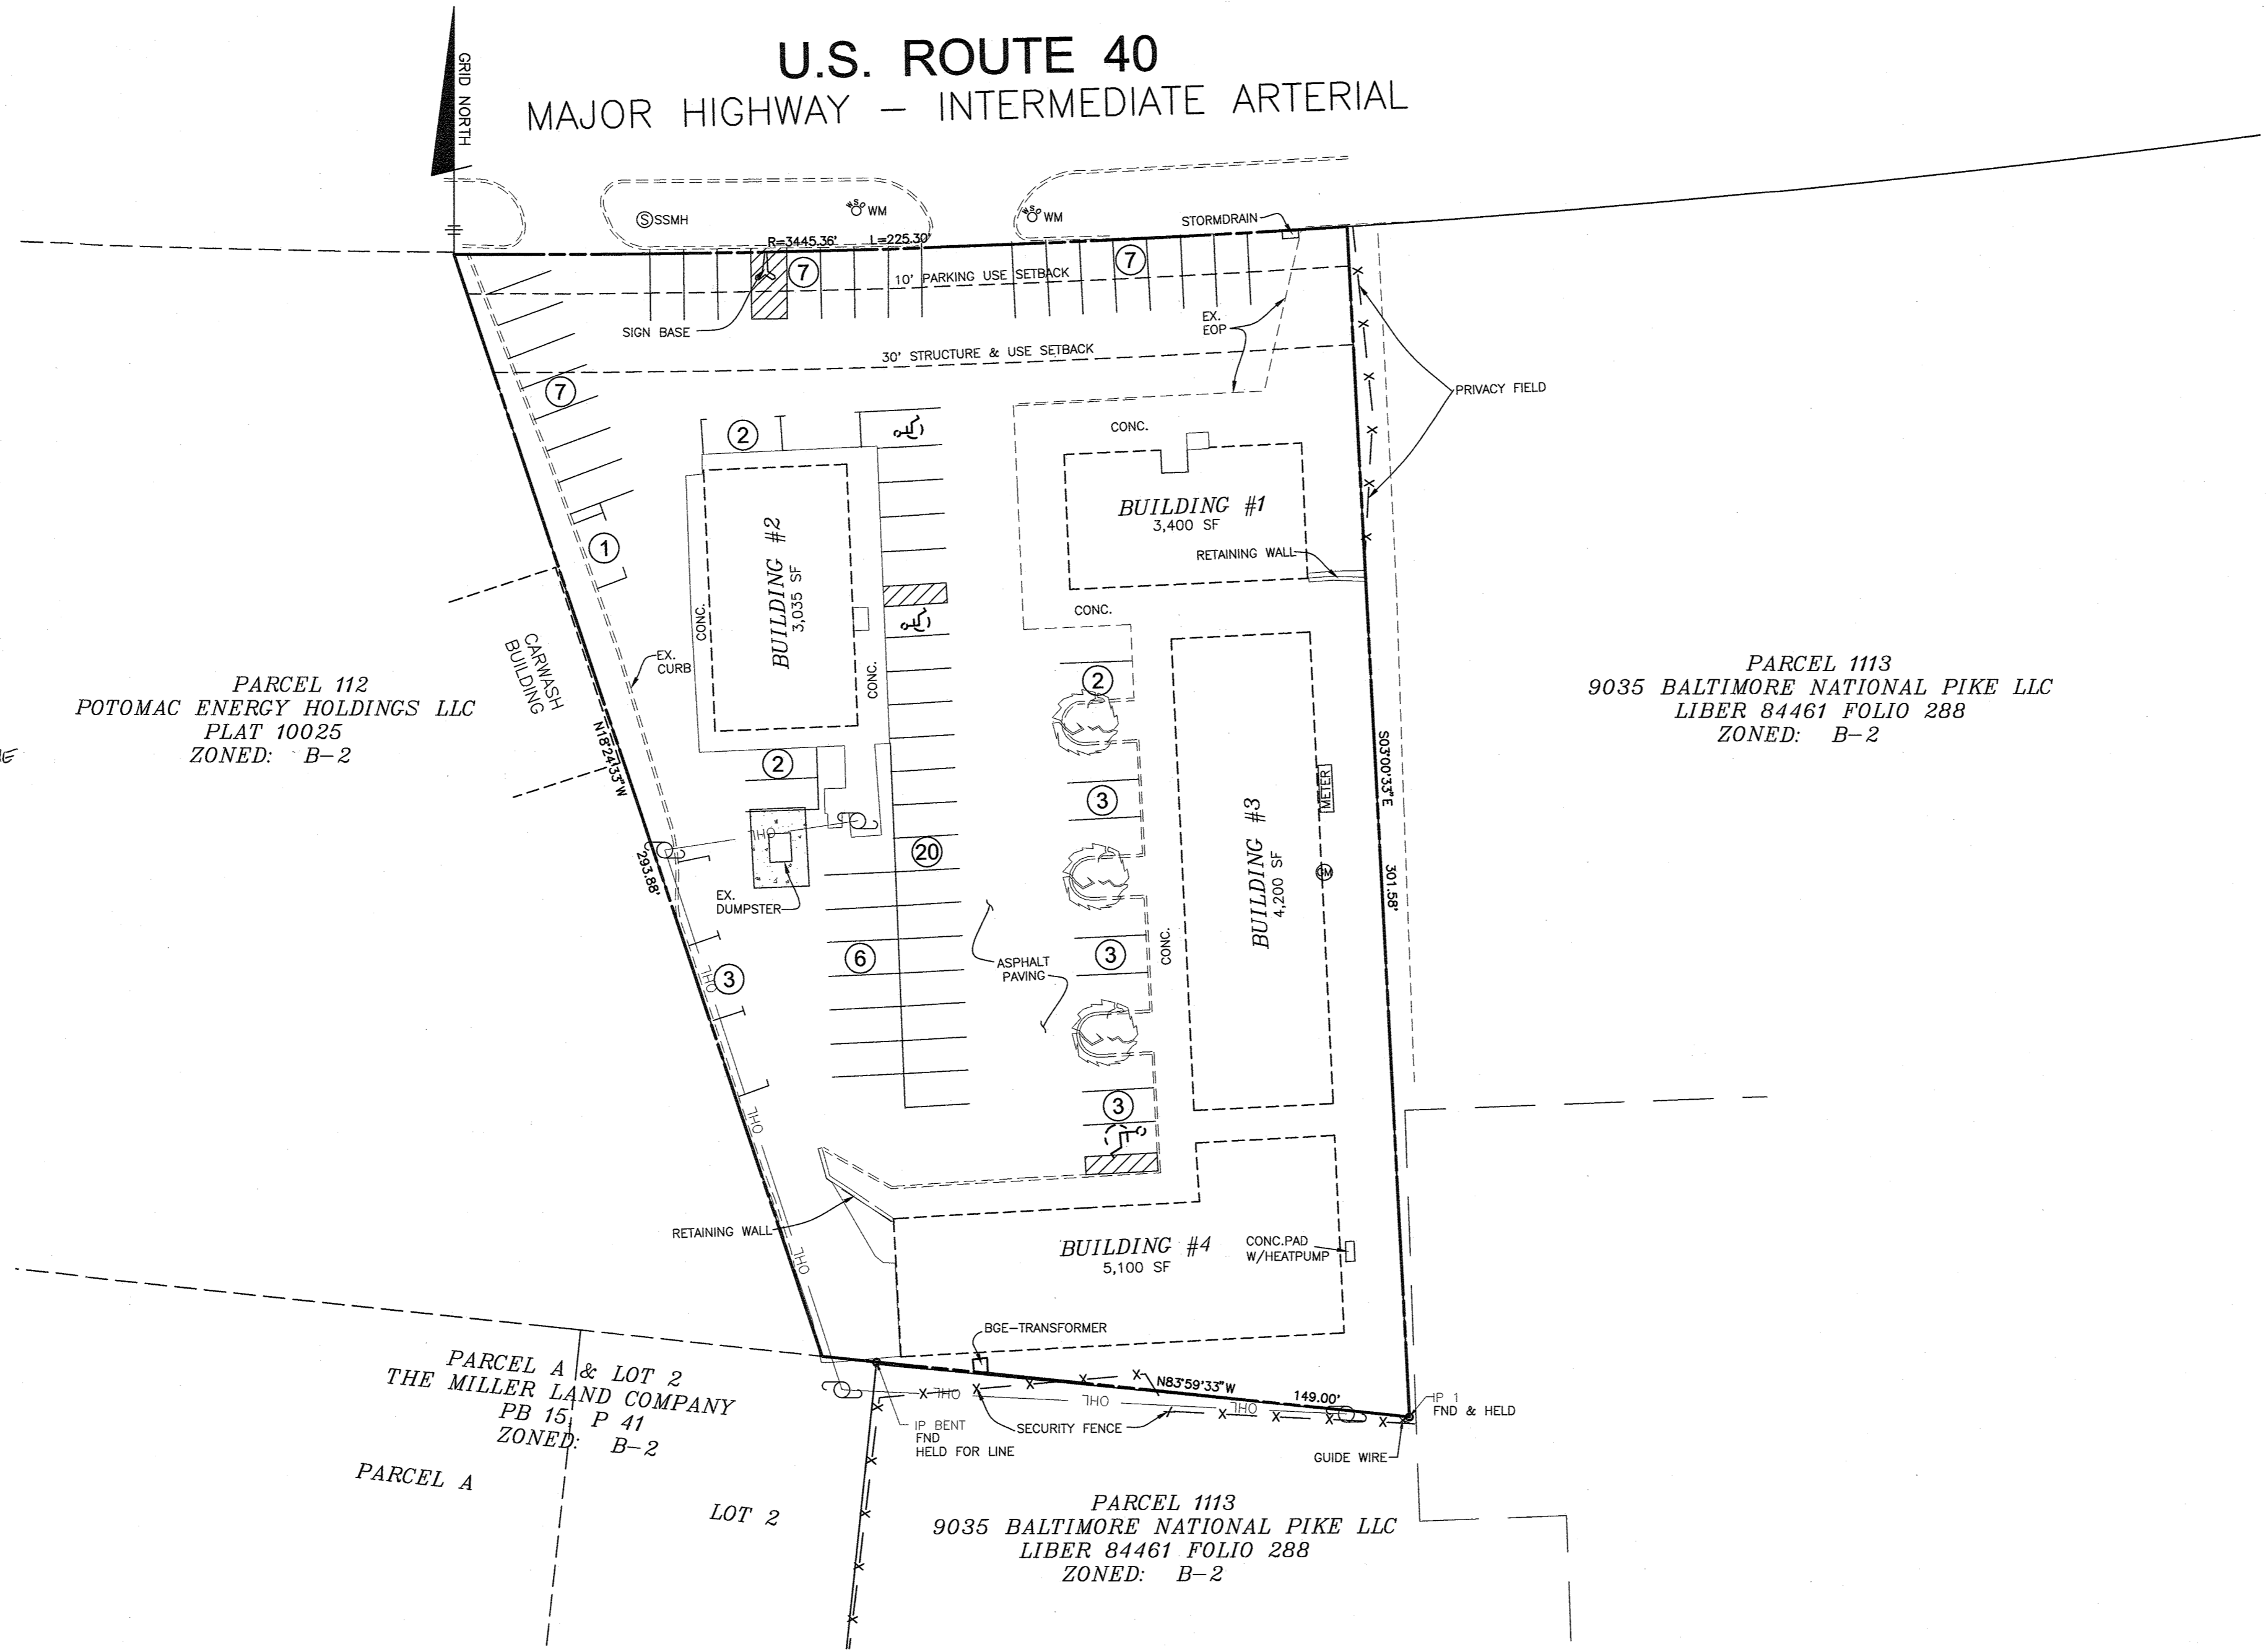 U.S. ROUTE 40
MAJOR HIGHWAY – INTERMEDIATE ARTERIAL
GRID NORTH
SSMH
S
WM
WM
STORMDRAIN
R=3445.36' L=225.30'
7
7
10' PARKING USE SETBACK
SIGN BASE
EX.
EOP
30' STRUCTURE & USE SETBACK
PRIVACY FIELD
7
2
CONC.
BUILDING #1
3,400 SF
RETAINING WALL
1
BUILDING #2
3,035 SF
CONC.
CONC.
CONC.
EX.
CURB
CARWASH
BUILDING
PARCEL 112
POTOMAC ENERGY HOLDINGS LLC
PLAT 10025
ZONED: B-2
N18°24'33"W
293.88'
PARCEL 1113
9035 BALTIMORE NATIONAL PIKE LLC
LIBER 84461 FOLIO 288
ZONED: B-2
S03°00'33"E
301.58'
2
2
3
METER
BUILDING #3
4,200 SF
GM
OHL
20
EX.
DUMPSTER
6
3
OHL
ASPHALT
PAVING
3
CONC.
3
OHL
OHL
RETAINING WALL
BUILDING #4
5,100 SF
CONC.PAD
W/HEATPUMP
BGE-TRANSFORMER
N83°59'33"W
149.00'
OHL
OHL
OHL
IP 1
FND & HELD
IP BENT
FND
HELD FOR LINE
SECURITY FENCE
GUIDE WIRE
PARCEL A & LOT 2
THE MILLER LAND COMPANY
PB 15, P 41
ZONED: B-2
PARCEL A
LOT 2
PARCEL 1113
9035 BALTIMORE NATIONAL PIKE LLC
LIBER 84461 FOLIO 288
ZONED: B-2